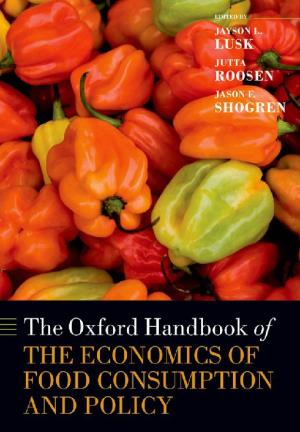 EDITED BY
JAYSON L.
LUSK
JUTTA
ROOSEN
JASON F.
SHOGREN
The Oxford Handbook of
THE ECONOMICS OF
FOOD CONSUMPTION
AND POLICY